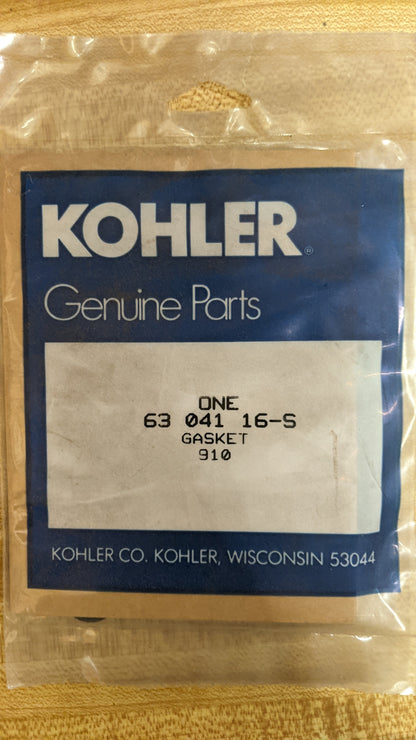 KOHLER®
Genuine Parts
ONE
63 041 16-S
GASKET
910
KOHLER CO. KOHLER, WISCONSIN 53044